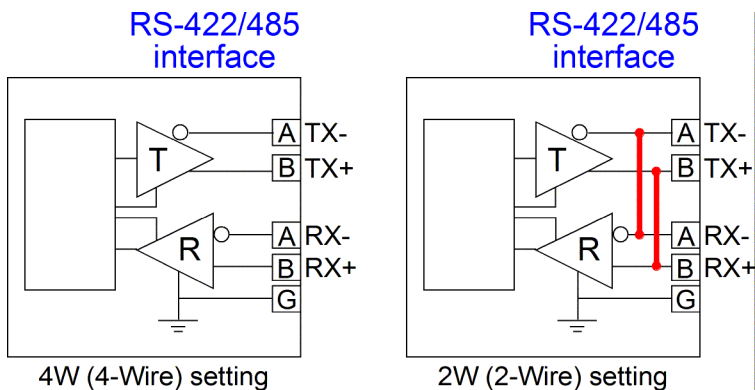 RS-422/485
interface
T
A TX-
B TX+
R
A RX-
B RX+
G
4W (4-Wire) setting
RS-422/485
interface
T
A TX-
B TX+
R
A RX-
B RX+
G
2W (2-Wire) setting